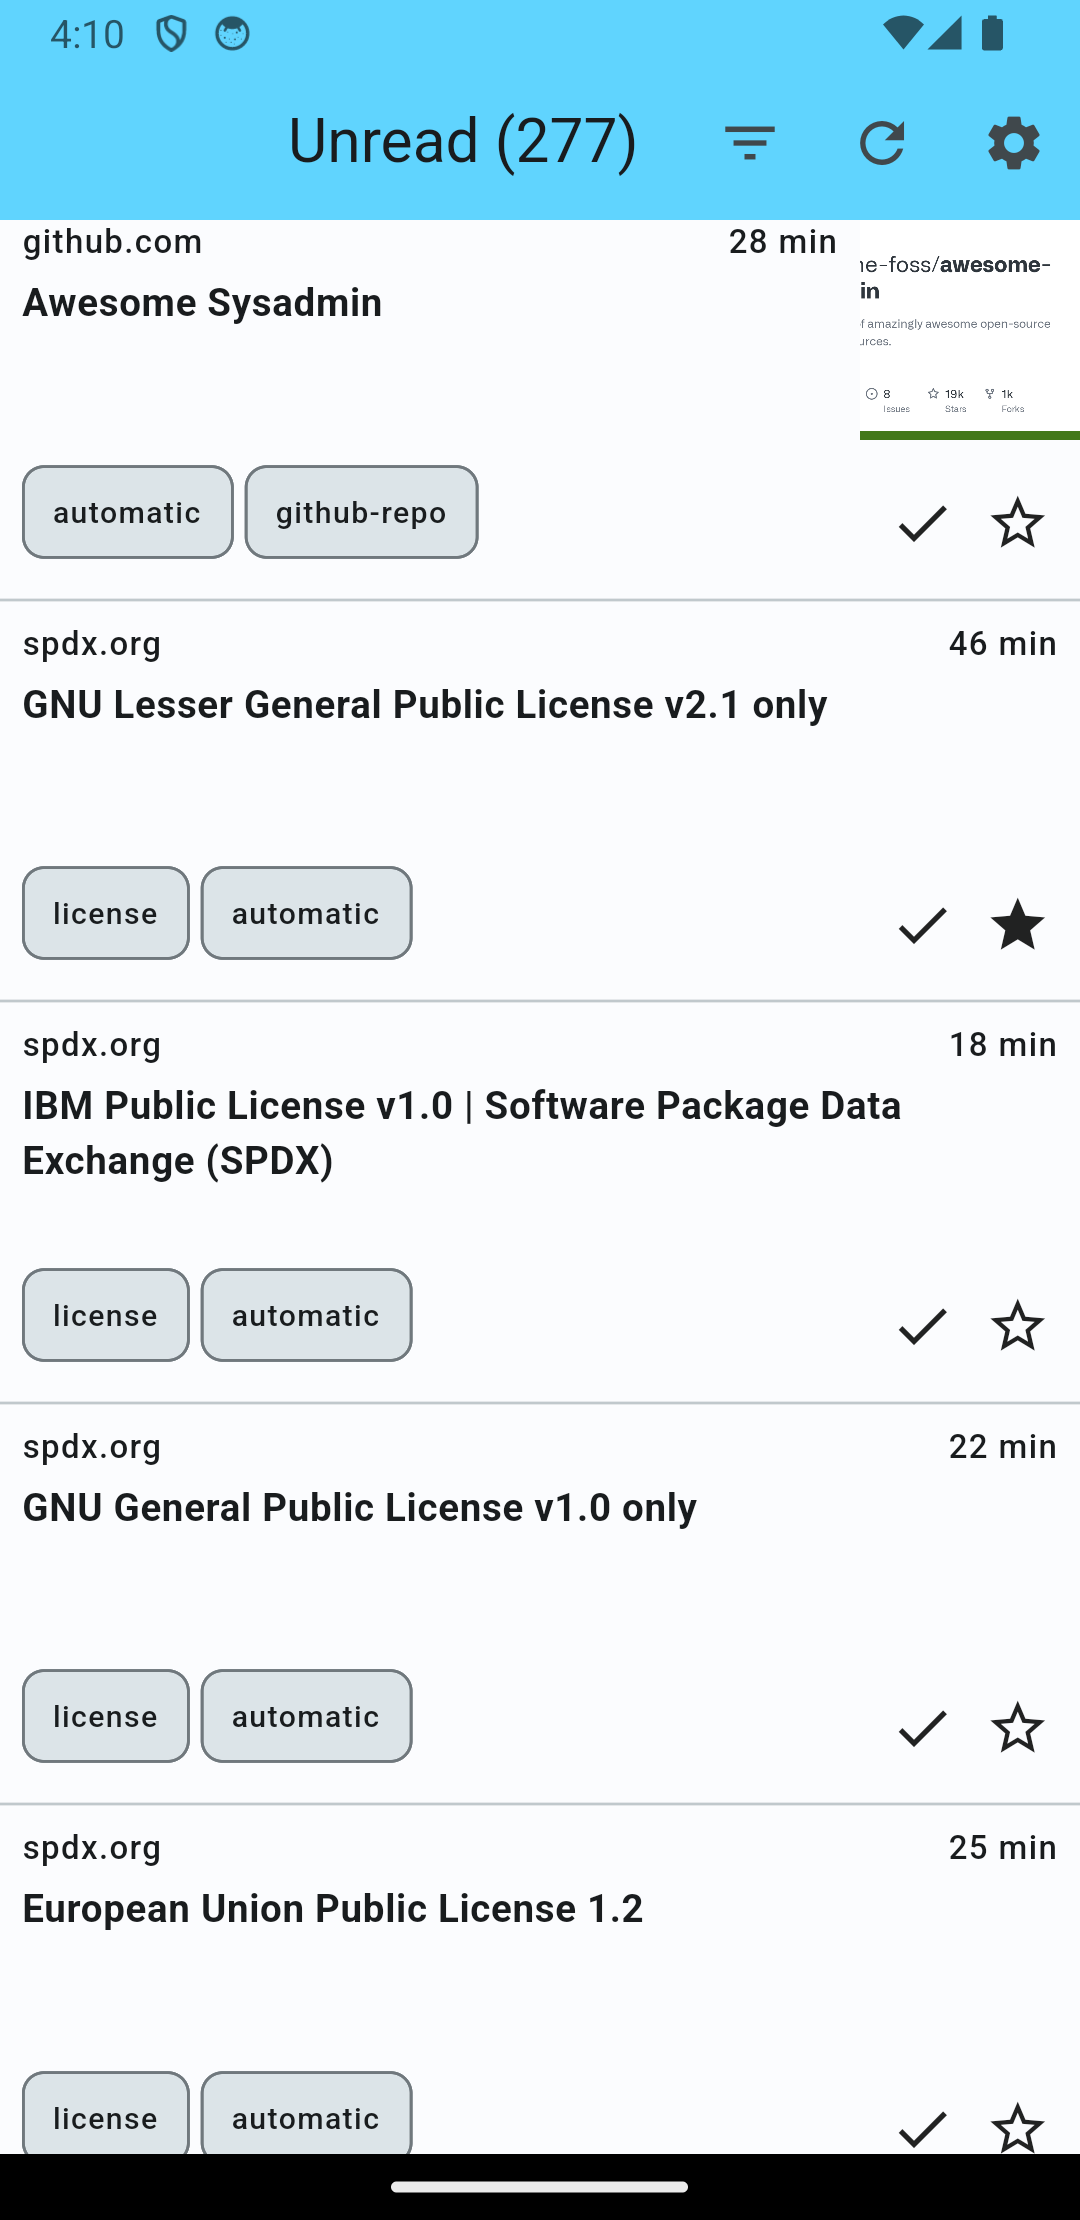 4:10
Unread (277)
github.com
28 min
Awesome Sysadmin
ne-foss/awesome-
in
f amazingly awesome open-source
urces.
8
Issues
19k
Stars
1k
Forks
automatic
github-repo
spdx.org
46 min
GNU Lesser General Public License v2.1 only
license
automatic
spdx.org
18 min
IBM Public License v1.0 | Software Package Data
Exchange (SPDX)
license
automatic
spdx.org
22 min
GNU General Public License v1.0 only
license
automatic
spdx.org
25 min
European Union Public License 1.2
license
automatic